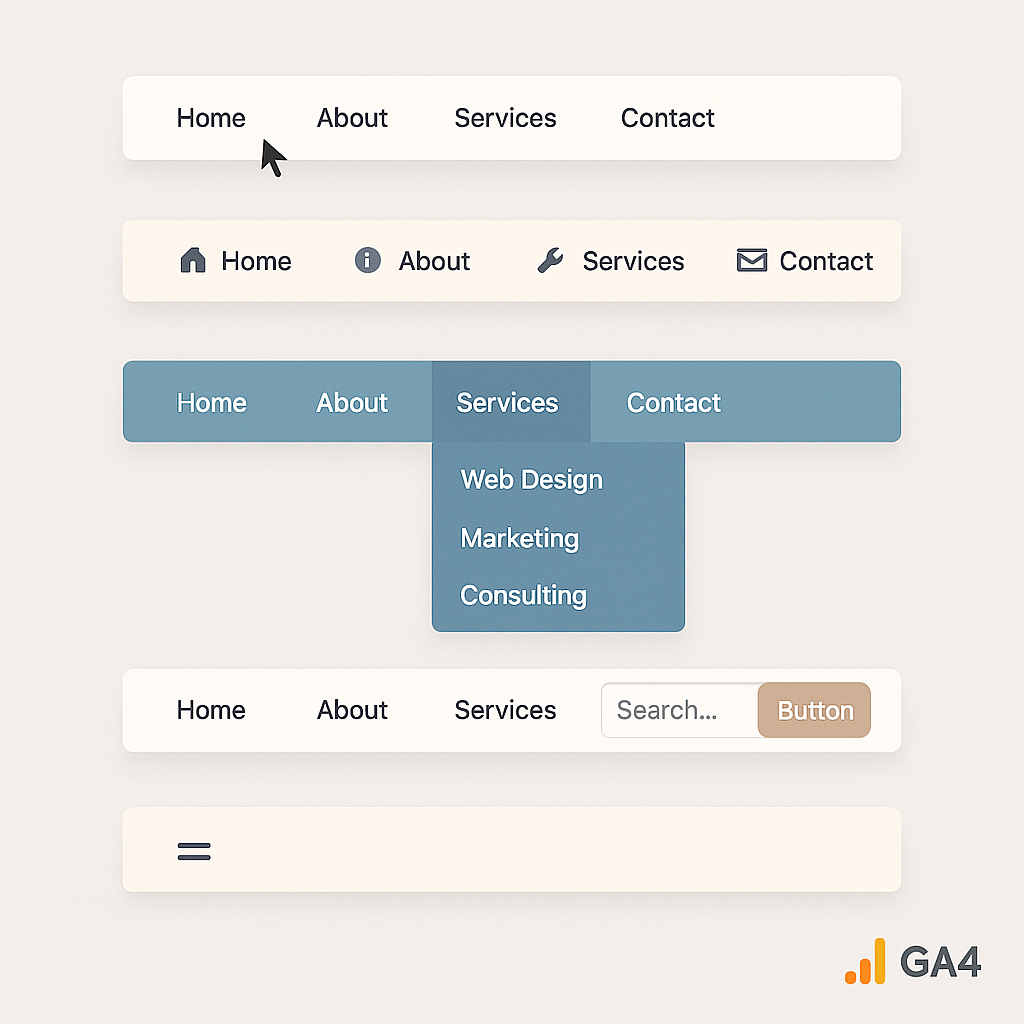 Home About Services Contact
Home About Services Contact
Home About Services Contact
Web Design
Marketing
Consulting
Home About Services Search... Button
GA4